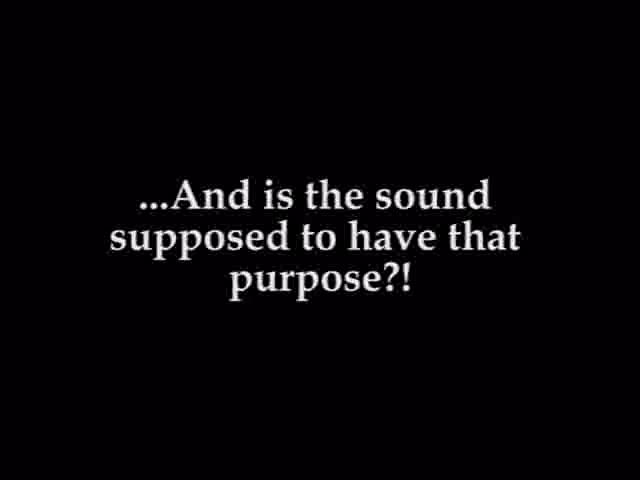 ...And is the sound
supposed to have that
purpose?!